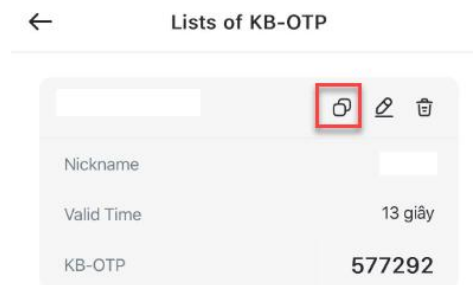 Lists of KB-OTP
Nickname
Valid Time 13 giây
KB-OTP 577292